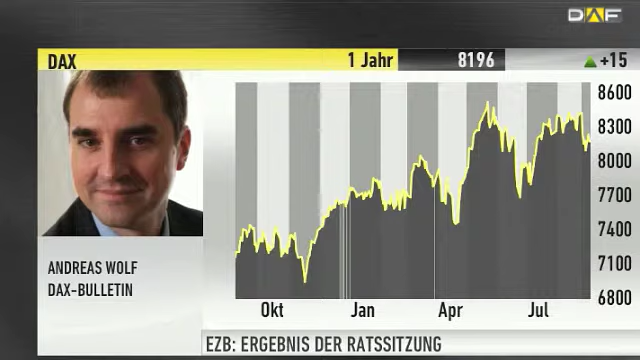 DAF
DAX 1 Jahr 8196 +15
8600
8300
8000
7700
7400
7100
6800
Okt Jan Apr Jul
ANDREAS WOLF
DAX-BULLETIN
EZB: ERGEBNIS DER RATSSITZUNG